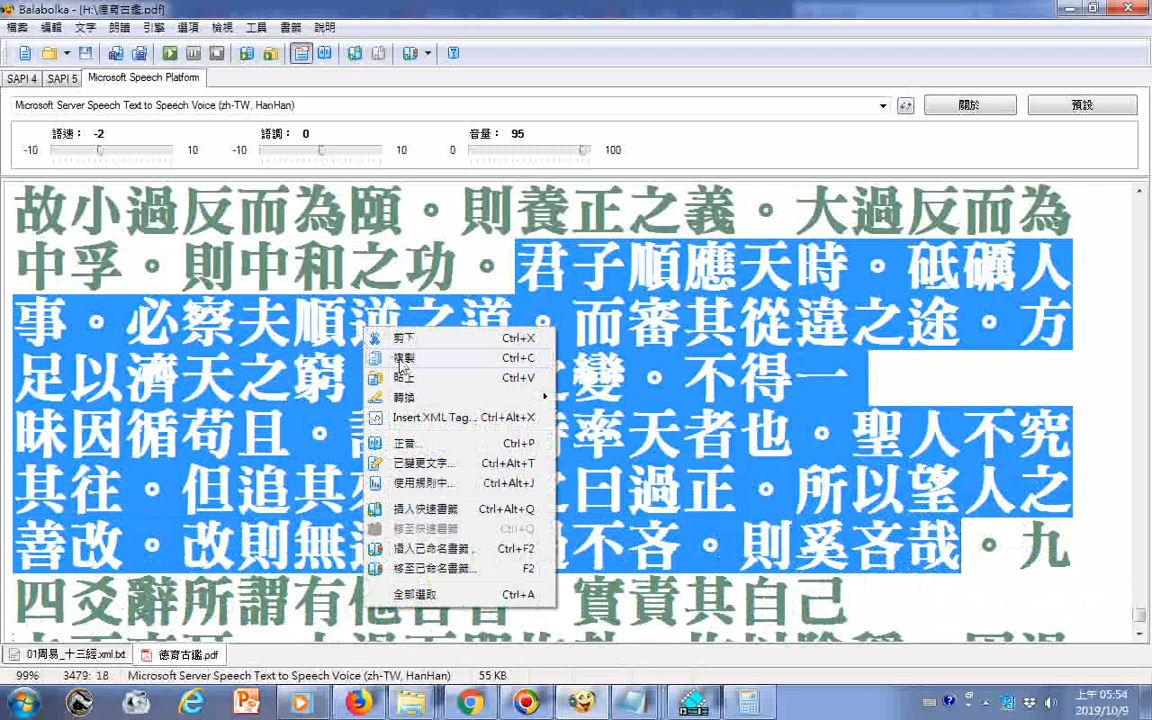 Balabolka - [H:\德育古鑑.pdf]
檔案 編輯 文字 朗讀 引擎 選項 檢視 工具 書籤 說明
SAPI 4 SAPI 5 Microsoft Speech Platform
Microsoft Server Speech Text to Speech Voice (zh-TW, HanHan) 關於 預設
語速： -2 語調： 0 音量： 95
-10 10 -10 10 0 100
故小過反而為頤。則養正之義。大過反而為
中孚。則中和之功。君子順應天時。砥礪人
事。必察夫順逆之道。而審其從違之途。方
足以濟天之窮 之變。不得一
昧因循苟且。 率天者也。聖人不究
其往。但追其 之曰過正。所以望人之
善改。改則無 不吝。則奚吝哉。九
四爻辭所謂有他吝者 實責其自己
剪下 Ctrl+X
複製 Ctrl+C
貼上 Ctrl+V
轉換
Insert XML Tag... Ctrl+Alt+X
正音... Ctrl+P
已變更文字... Ctrl+Alt+T
使用規則中... Ctrl+Alt+J
插入快速書籤 Ctrl+Alt+Q
移至快速書籤 Ctrl+Q
插入已命名書籤... Ctrl+F2
移至已命名書籤... F2
全部選取 Ctrl+A
01周易_十三經.xml.txt 德育古鑑.pdf
99% 3479: 18 Microsoft Server Speech Text to Speech Voice (zh-TW, HanHan) 55 KB
上午 05:54
2019/10/9